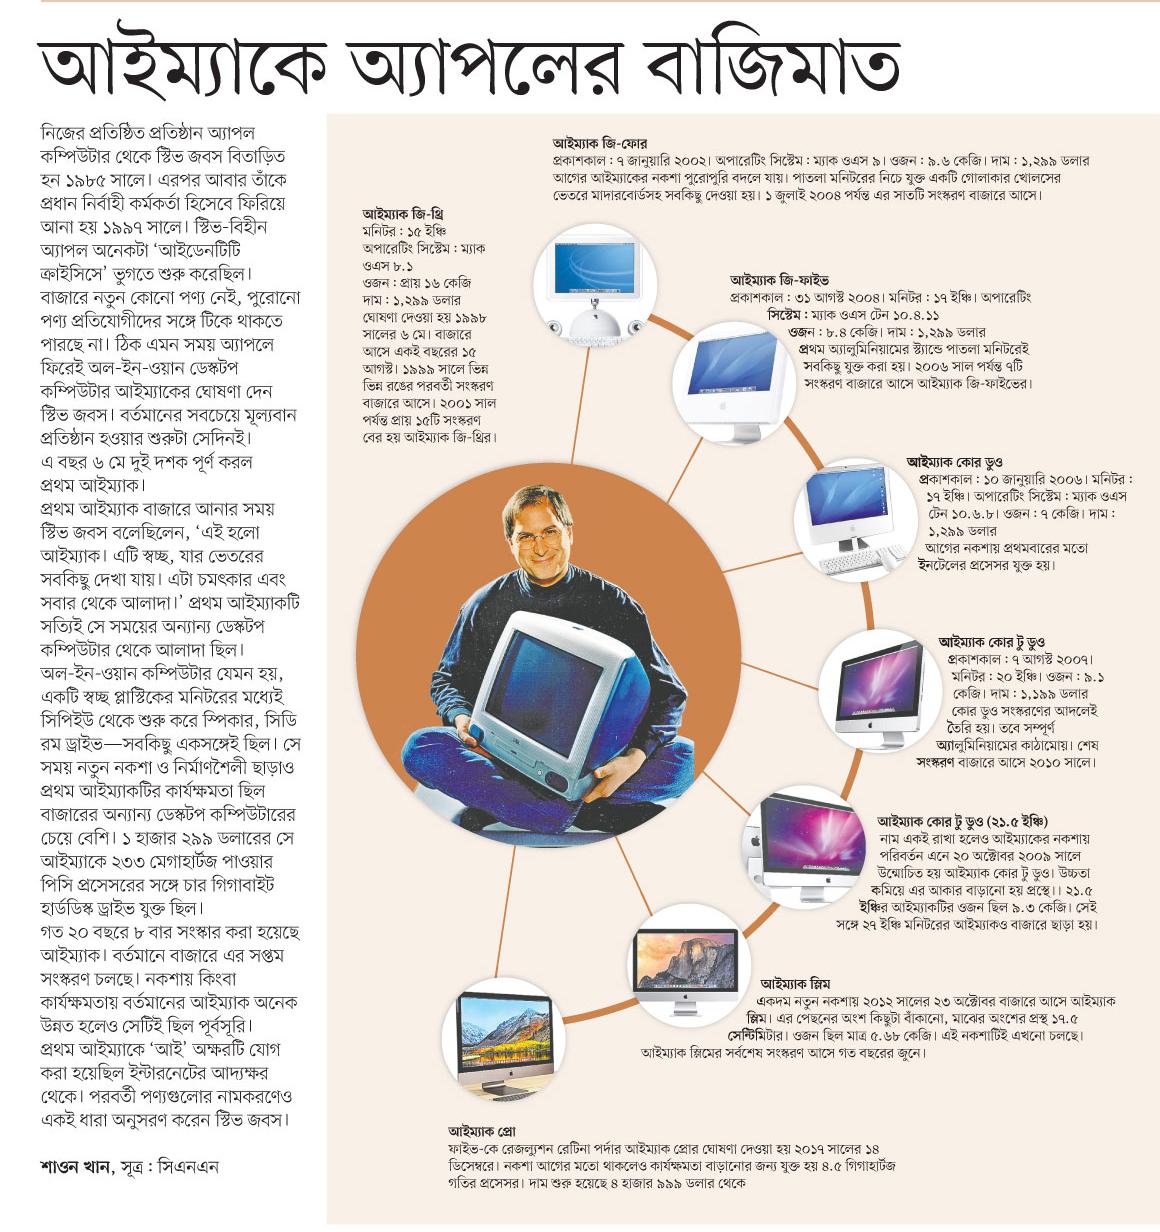 আইম্যাকে অ্যাপলের বাজিমাত
নিজের প্রতিষ্ঠিত প্রতিষ্ঠান অ্যাপল
কম্পিউটার থেকে স্টিভ জবস বিতাড়িত
হন ১৯৮৫ সালে। এরপর আবার তাঁকে
প্রধান নির্বাহী কর্মকর্তা হিসেবে ফিরিয়ে
আনা হয় ১৯৯৭ সালে। স্টিভ-বিহীন
অ্যাপল অনেকটা ‘আইডেনটিটি
ক্রাইসিসে’ ভুগতে শুরু করেছিল।
বাজারে নতুন কোনো পণ্য নেই, পুরোনো
পণ্য প্রতিযোগীদের সঙ্গে টিকে থাকতে
পারছে না। ঠিক এমন সময় অ্যাপলে
ফিরেই অল-ইন-ওয়ান ডেস্কটপ
কম্পিউটার আইম্যাকের ঘোষণা দেন
স্টিভ জবস। বর্তমানের সবচেয়ে মূল্যবান
প্রতিষ্ঠান হওয়ার শুরুটা সেদিনই।
এ বছর ৬ মে দুই দশক পূর্ণ করল
প্রথম আইম্যাক।
প্রথম আইম্যাক বাজারে আনার সময়
স্টিভ জবস বলেছিলেন, ‘এই হলো
আইম্যাক। এটি স্বচ্ছ, যার ভেতরের
সবকিছু দেখা যায়। এটা চমৎকার এবং
সবার থেকে আলাদা।’ প্রথম আইম্যাকটি
সত্যিই সে সময়ের অন্যান্য ডেস্কটপ
কম্পিউটার থেকে আলাদা ছিল।
অল-ইন-ওয়ান কম্পিউটার যেমন হয়,
একটি স্বচ্ছ প্লাস্টিকের মনিটরের মধ্যেই
সিপিইউ থেকে শুরু করে স্পিকার, সিডি
রম ড্রাইভ—সবকিছু একসঙ্গেই ছিল। সে
সময় নতুন নকশা ও নির্মাণশৈলী ছাড়াও
প্রথম আইম্যাকটির কার্যক্ষমতা ছিল
বাজারের অন্যান্য ডেস্কটপ কম্পিউটারের
চেয়ে বেশি। ১ হাজার ২৯৯ ডলারের সে
আইম্যাকে ২৩৩ মেগাহার্টজ পাওয়ার
পিসি প্রসেসরের সঙ্গে চার গিগাবাইট
হার্ডডিস্ক ড্রাইভ যুক্ত ছিল।
গত ২০ বছরে ৮ বার সংস্কার করা হয়েছে
আইম্যাক। বর্তমানে বাজারে এর সপ্তম
সংস্করণ চলছে। নকশায় কিংবা
কার্যক্ষমতায় বর্তমানের আইম্যাক অনেক
উন্নত হলেও সেটিই ছিল পূর্বসূরি।
প্রথম আইম্যাকে ‘আই’ অক্ষরটি যোগ
করা হয়েছিল ইন্টারনেটের আদ্যক্ষর
থেকে। পরবর্তী পণ্যগুলোর নামকরণেও
একই ধারা অনুসরণ করেন স্টিভ জবস।
শাওন খান, সূত্র : সিএনএন
আইম্যাক জি-থ্রি
মনিটর : ১৫ ইঞ্চি
অপারেটিং সিস্টেম : ম্যাক
ওএস ৮.১
ওজন : প্রায় ১৬ কেজি
দাম : ১,২৯৯ ডলার
ঘোষণা দেওয়া হয় ১৯৯৮
সালের ৬ মে। বাজারে
আসে একই বছরের ১৫
আগস্ট। ১৯৯৯ সালে ভিন্ন
ভিন্ন রঙের পরবর্তী সংস্করণ
বাজারে আসে। ২০০১ সাল
পর্যন্ত প্রায় ১৫টি সংস্করণ
বের হয় আইম্যাক জি-থ্রির।
আইম্যাক জি-ফোর
প্রকাশকাল : ৭ জানুয়ারি ২০০২। অপারেটিং সিস্টেম : ম্যাক ওএস ৯। ওজন : ৯.৬ কেজি। দাম : ১,২৯৯ ডলার
আগের আইম্যাকের নকশা পুরোপুরি বদলে যায়। পাতলা মনিটরের নিচে যুক্ত একটি গোলাকার খোলসের
ভেতরে মাদারবোর্ডসহ সবকিছু দেওয়া হয়। ১ জুলাই ২০০৪ পর্যন্ত এর সাতটি সংস্করণ বাজারে আসে।
আইম্যাক জি-ফাইভ
প্রকাশকাল : ৩১ আগস্ট ২০০৪। মনিটর : ১৭ ইঞ্চি। অপারেটিং
সিস্টেম : ম্যাক ওএস টেন ১০.৪.১১
ওজন : ৮.৪ কেজি। দাম : ১,২৯৯ ডলার
প্রথম অ্যালুমিনিয়ামের স্ট্যান্ডে পাতলা মনিটরেই
সবকিছু যুক্ত করা হয়। ২০০৬ সাল পর্যন্ত ৭টি
সংস্করণ বাজারে আসে আইম্যাক জি-ফাইভের।
আইম্যাক কোর ডুও
প্রকাশকাল : ১০ জানুয়ারি ২০০৬। মনিটর :
১৭ ইঞ্চি। অপারেটিং সিস্টেম : ম্যাক ওএস
টেন ১০.৬.৮। ওজন : ৭ কেজি। দাম :
১,২৯৯ ডলার
আগের নকশায় প্রথমবারের মতো
ইনটেলের প্রসেসর যুক্ত হয়।
আইম্যাক কোর টু ডুও
প্রকাশকাল : ৭ আগস্ট ২০০৭।
মনিটর : ২০ ইঞ্চি। ওজন : ৯.১
কেজি। দাম : ১,১৯৯ ডলার
কোর ডুও সংস্করণের আদলেই
তৈরি হয়। তবে সম্পূর্ণ
অ্যালুমিনিয়ামের কাঠামোয়। শেষ
সংস্করণ বাজারে আসে ২০১০ সালে।
আইম্যাক কোর টু ডুও (২১.৫ ইঞ্চি)
নাম একই রাখা হলেও আইম্যাকের নকশায়
পরিবর্তন এনে ২০ অক্টোবর ২০০৯ সালে
উন্মোচিত হয় আইম্যাক কোর টু ডুও। উচ্চতা
কমিয়ে এর আকার বাড়ানো হয় প্রস্থে।। ২১.৫
ইঞ্চির আইম্যাকটির ওজন ছিল ৯.৩ কেজি। সেই
সঙ্গে ২৭ ইঞ্চি মনিটরের আইম্যাকও বাজারে ছাড়া হয়।
আইম্যাক স্লিম
একদম নতুন নকশায় ২০১২ সালের ২৩ অক্টোবর বাজারে আসে আইম্যাক
স্লিম। এর পেছনের অংশ কিছুটা বাঁকানো, মাঝের অংশের প্রস্থ ১৭.৫
সেন্টিমিটার। ওজন ছিল মাত্র ৫.৬৮ কেজি। এই নকশাটিই এখনো চলছে।
আইম্যাক স্লিমের সর্বশেষ সংস্করণ আসে গত বছরের জুনে।
আইম্যাক প্রো
ফাইভ-কে রেজল্যুশন রেটিনা পর্দার আইম্যাক প্রোর ঘোষণা দেওয়া হয় ২০১৭ সালের ১৪
ডিসেম্বরে। নকশা আগের মতো থাকলেও কার্যক্ষমতা বাড়ানোর জন্য যুক্ত হয় ৪.৫ গিগাহার্টজ
গতির প্রসেসর। দাম শুরু হয়েছে ৪ হাজার ৯৯৯ ডলার থেকে